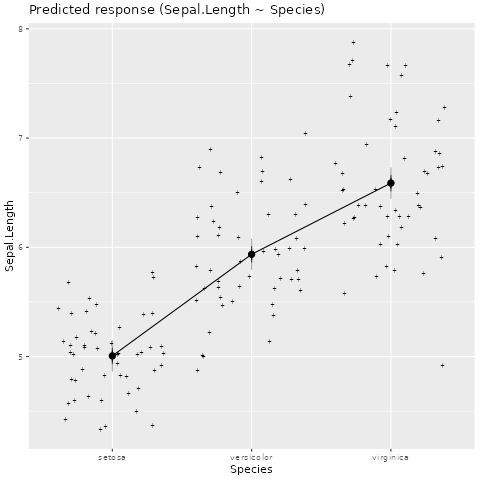 Predicted response (Sepal.Length ~ Species)
8
7
6
5
Sepal.Length
setosa versicolor virginica
Species